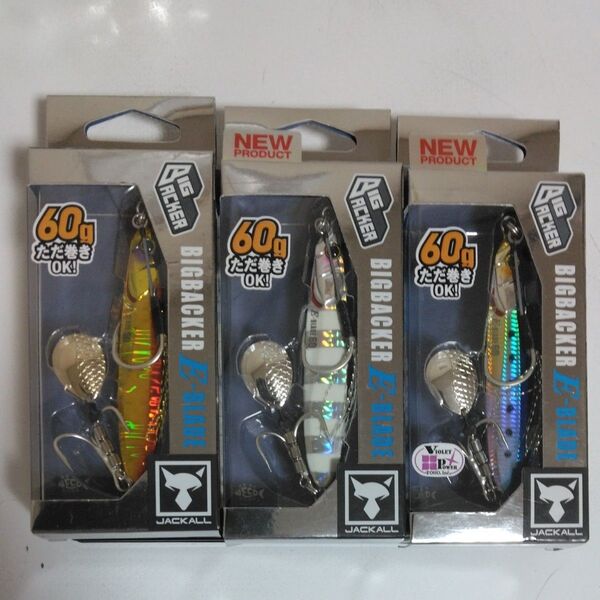 BIG
BACKER
60g
ただ巻き
OK!
BIGBACKER
E-BLADE
JACKALL
NEW
PRODUCT
BIG
BACKER
60g
ただ巻き
OK!
BIGBACKER
E-BLADE
JACKALL
NEW
PRODUCT
BIG
BACKER
60g
ただ巻き
OK!
BIGBACKER
E-BLADE
VIOLET
POWER
FOOD, Inc.
JACKALL